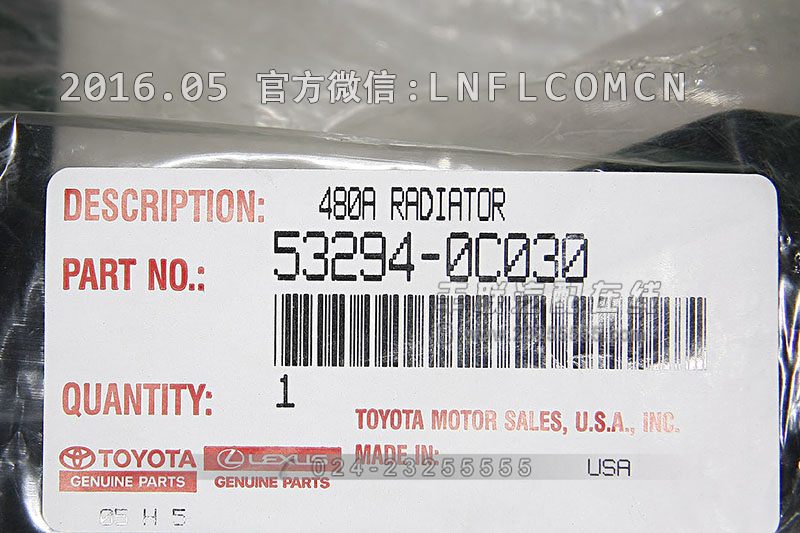 2016.05 官方微信:LNFLCOMCN
DESCRIPTION: 480A RADIATOR
PART NO.: 53294-0C030
QUANTITY: 1
TOYOTA MOTOR SALES, U.S.A., INC.
MADE IN: USA
TOYOTA LEXUS
GENUINE PARTS GENUINE PARTS
024-23255555
05 H 5